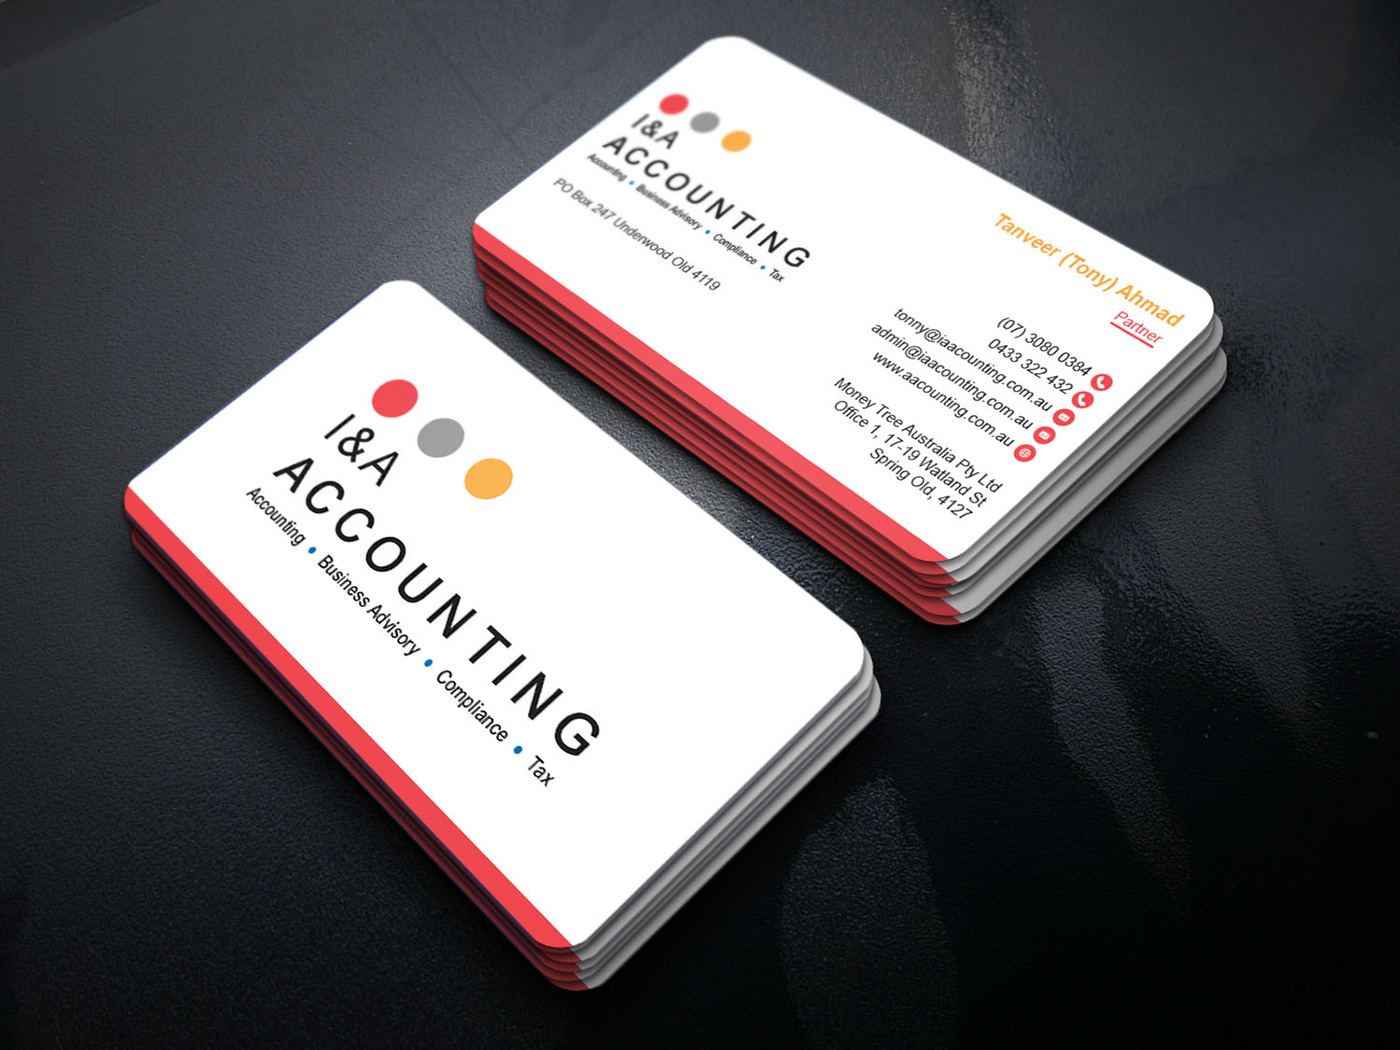 I&A
ACCOUNTING
Accounting • Business Advisory • Compliance • Tax
PO Box 247 Underwood Old 4119
Tanveer (Tony) Ahmad
Partner
(07) 3080 0384
0433 322 432
tonny@iaacounting.com.au
admin@iaacounting.com.au
www.aacounting.com.au
Money Tree Australia Pty Ltd
Office 1, 17-19 Watland St
Spring Old, 4127
I&A
ACCOUNTING
Accounting • Business Advisory • Compliance • Tax